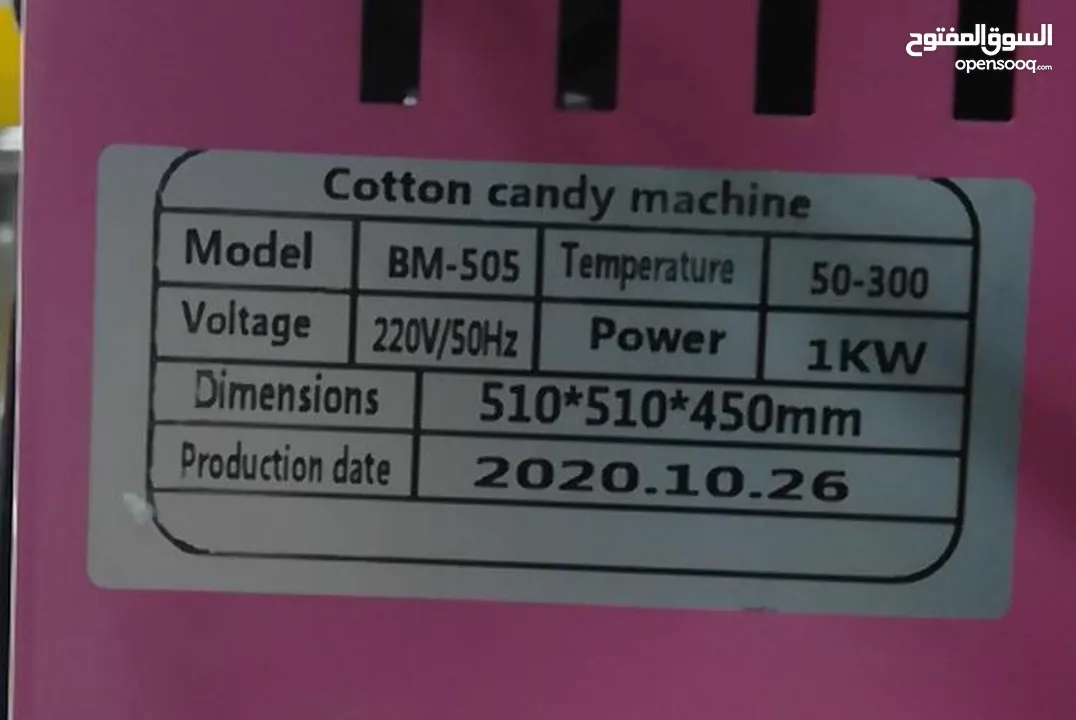 السوق المفتوح
opensooq.com
Cotton candy machine
Model BM-505 Temperature 50-300
Voltage 220V/50Hz Power 1KW
Dimensions 510*510*450mm
Production date 2020.10.26